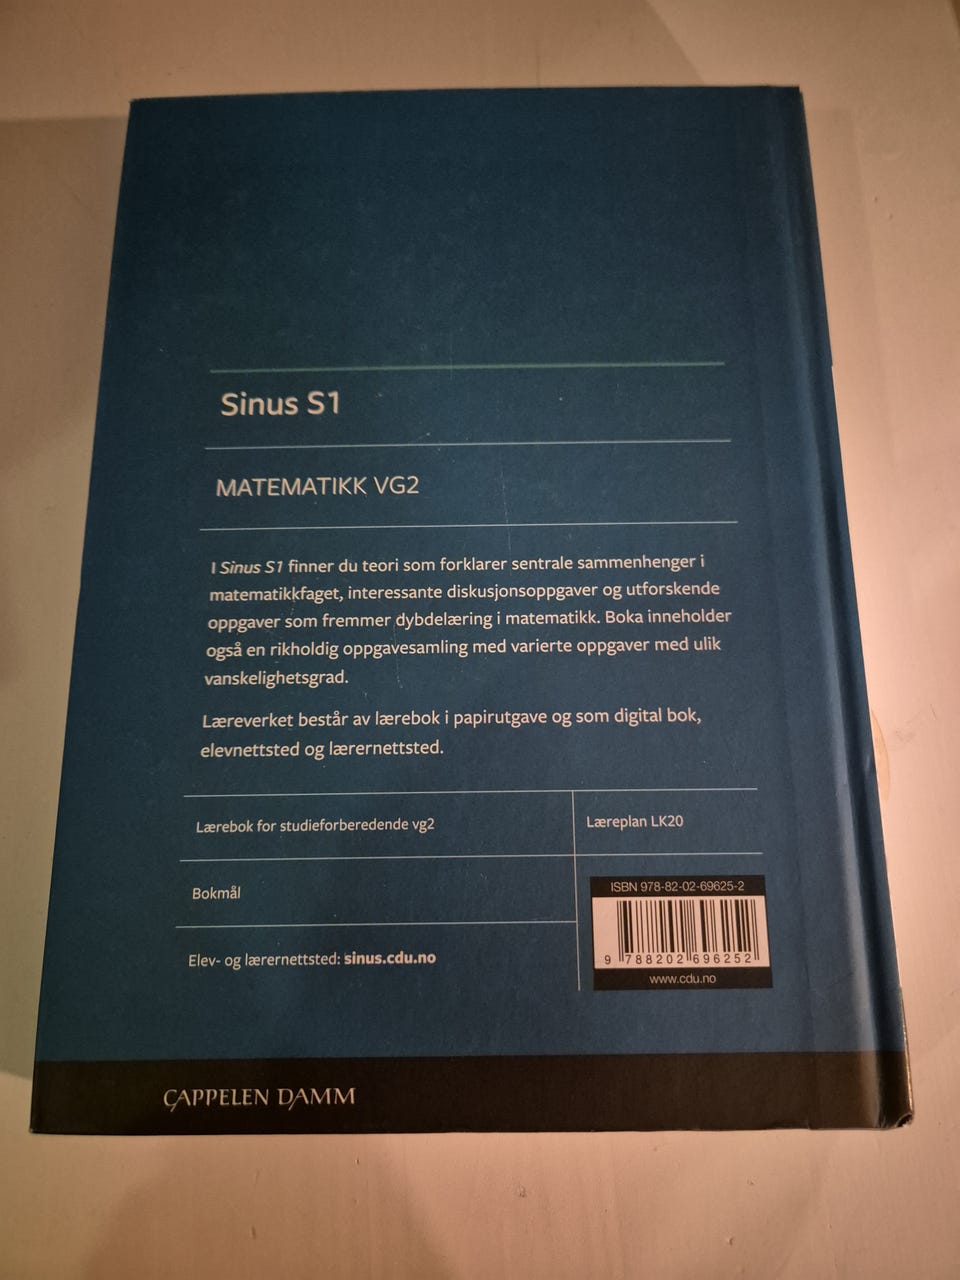 Sinus S1
MATEMATIKK VG2
I Sinus S1 finner du teori som forklarer sentrale sammenhenger i
matematikkfaget, interessante diskusjonsoppgaver og utforskende
oppgaver som fremmer dybdelæring i matematikk. Boka inneholder
også en rikholdig oppgavesamling med varierte oppgaver med ulik
vanskelighetsgrad.
Læreverket består av lærebok i papirutgave og som digital bok,
elevnettsted og lærernettsted.
Lærebok for studieforberedende vg2
Læreplan LK20
Bokmål
Elev- og lærernettsted: sinus.cdu.no
ISBN 978-82-02-69625-2
9 788202 696252
www.cdu.no
CAPPELEN DAMM